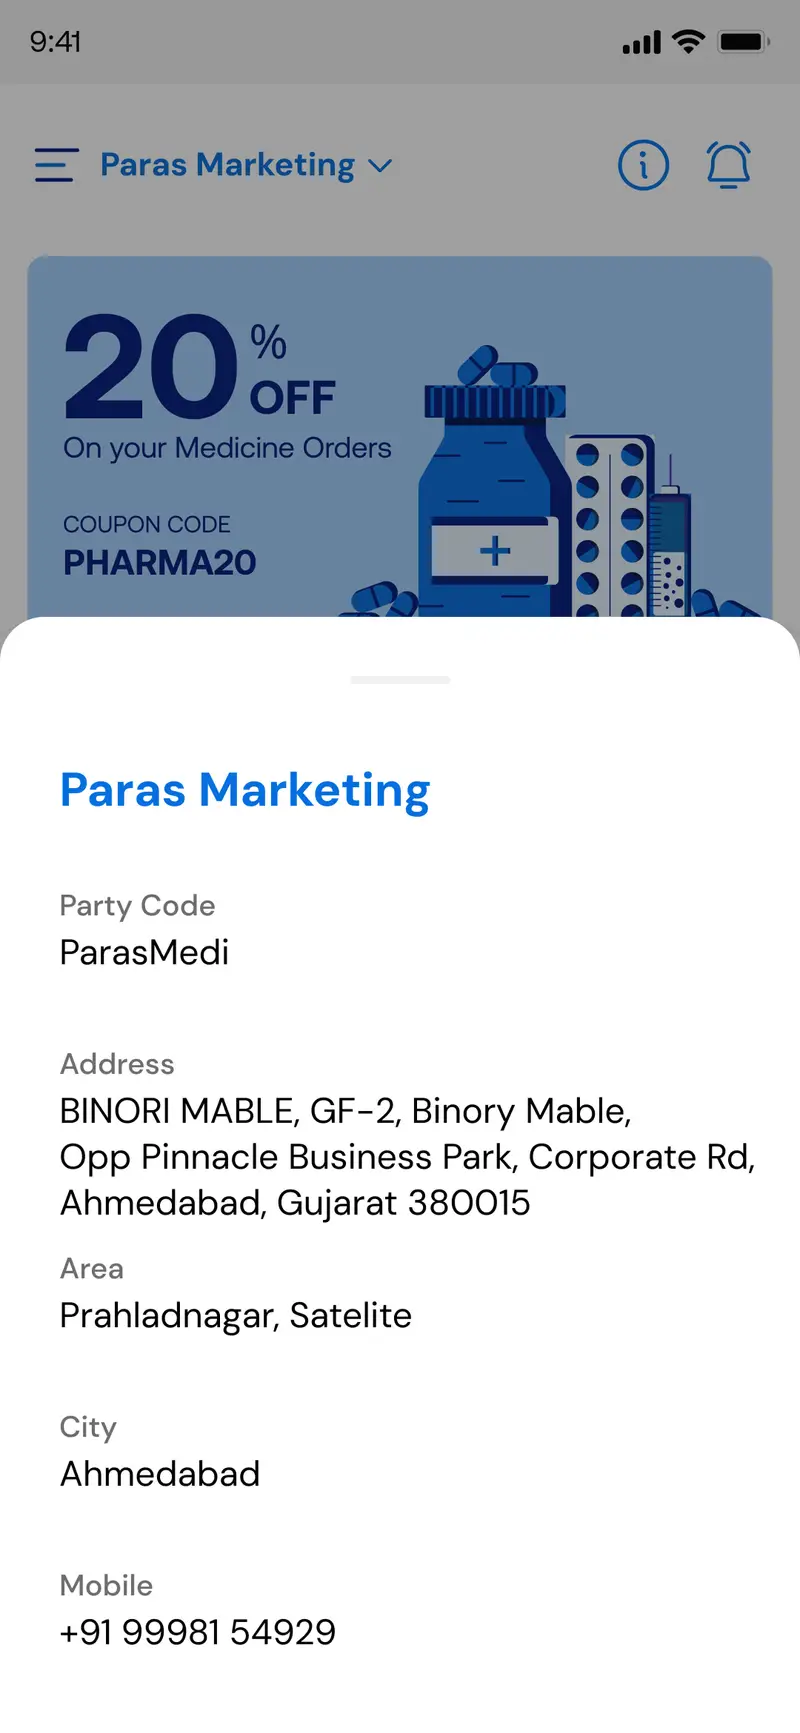 9:41
Paras Marketing
20%
OFF
On your Medicine Orders
COUPON CODE
PHARMA20
Paras Marketing
Party Code
ParasMedi
Address
BINORI MABLE, GF-2, Binory Mable,
Opp Pinnacle Business Park, Corporate Rd,
Ahmedabad, Gujarat 380015
Area
Prahladnagar, Satelite
City
Ahmedabad
Mobile
+91 99981 54929